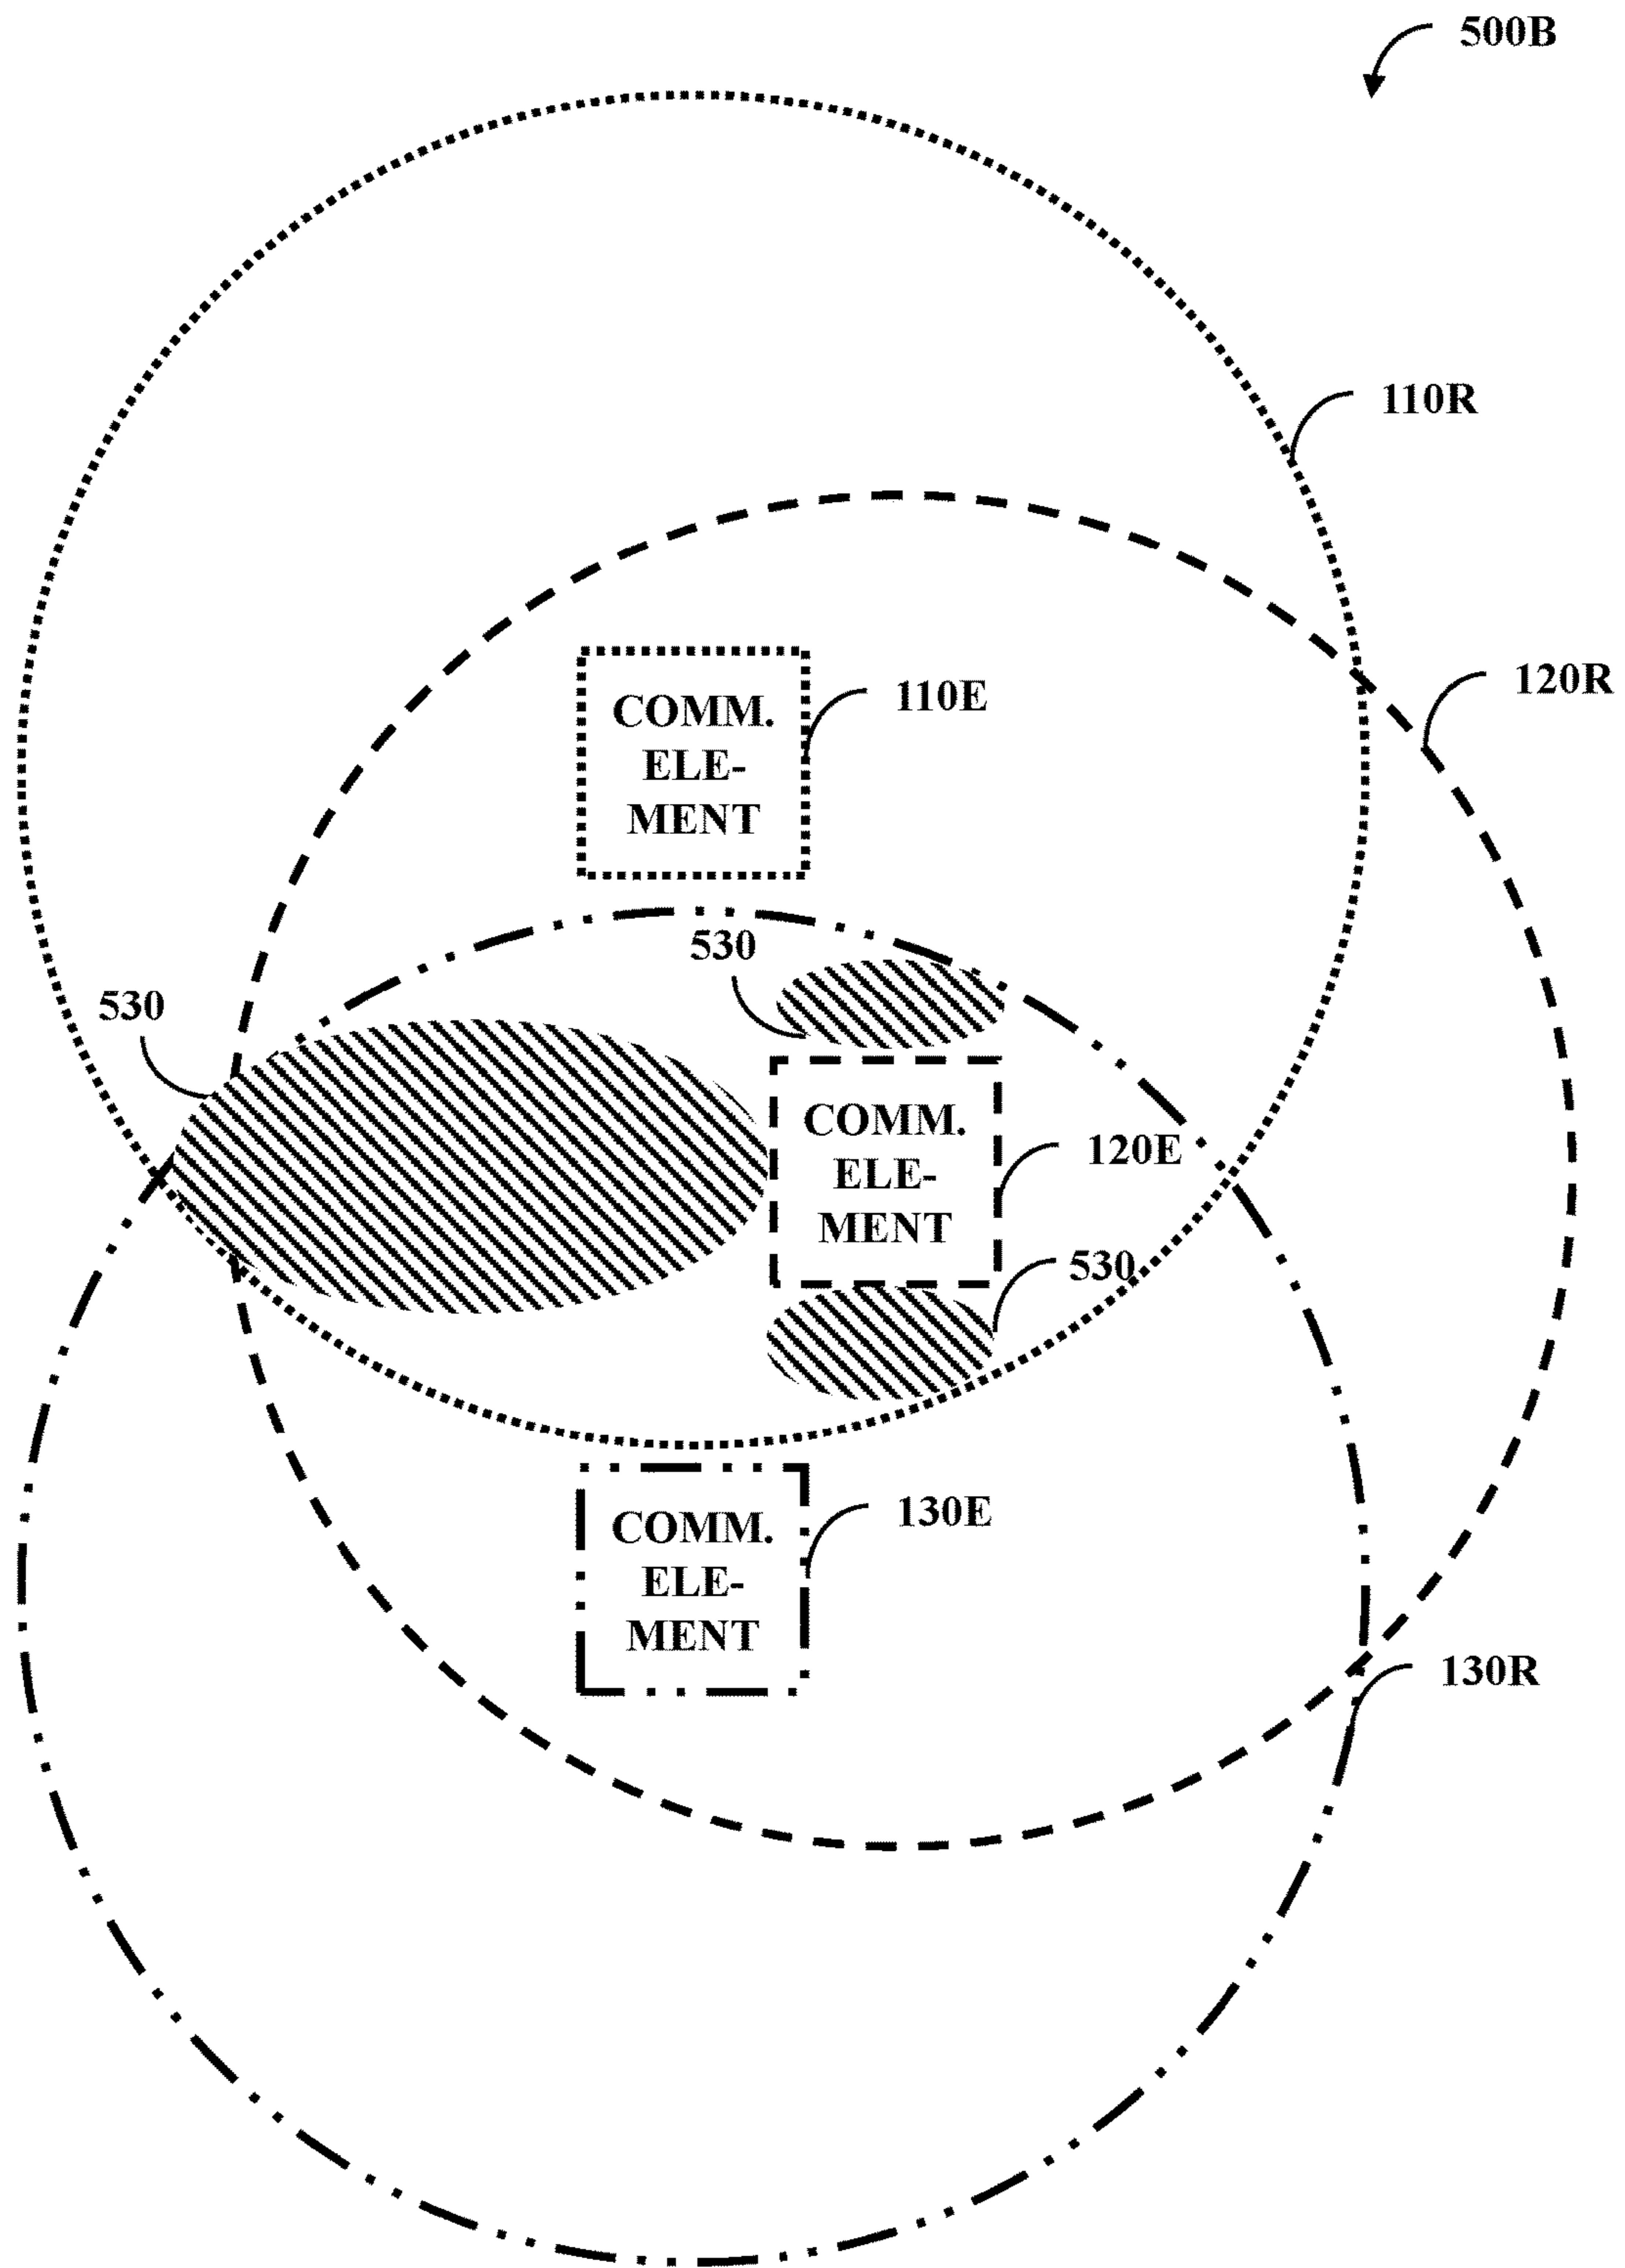 500B
110R
120R
COMM.
ELE-
MENT
110E
530
530
COMM.
ELE-
MENT
120E
530
COMM.
ELE-
MENT
130E
130R